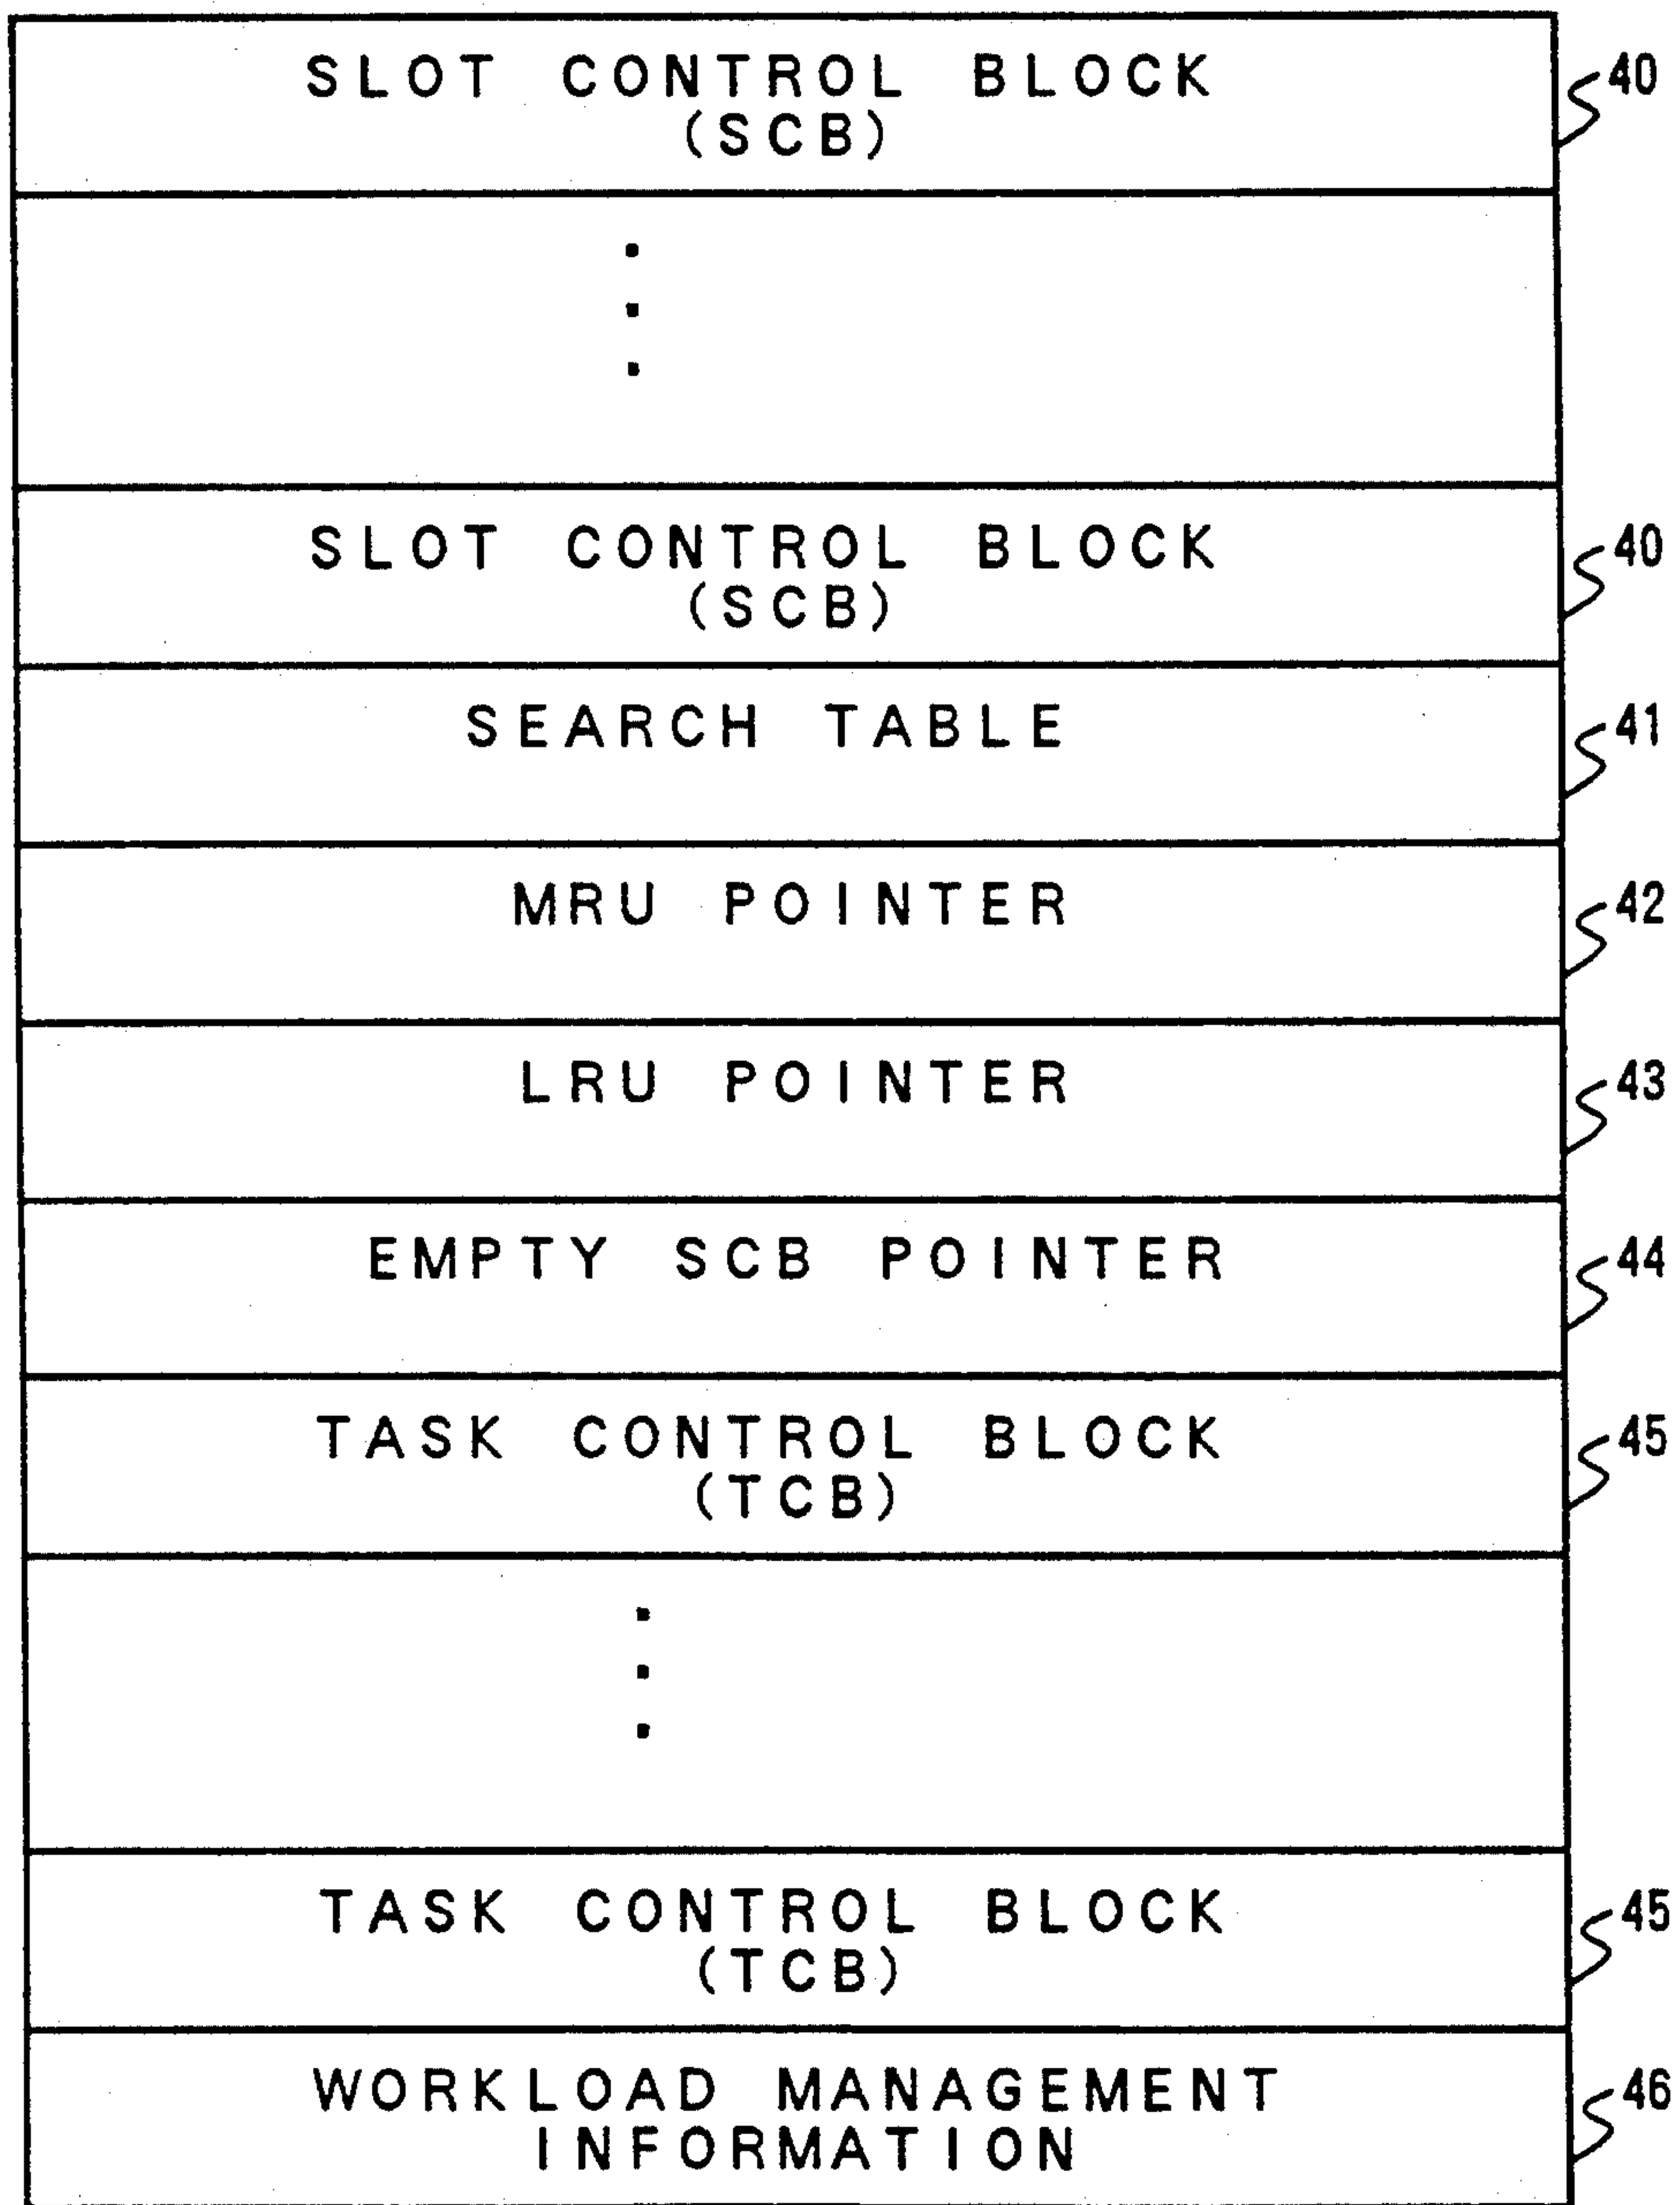 SLOT CONTROL BLOCK
(SCB)
40
SLOT CONTROL BLOCK
(SCB)
40
SEARCH TABLE
41
MRU POINTER
42
LRU POINTER
43
EMPTY SCB POINTER
44
TASK CONTROL BLOCK
(TCB)
45
TASK CONTROL BLOCK
(TCB)
45
WORKLOAD MANAGEMENT
INFORMATION
46